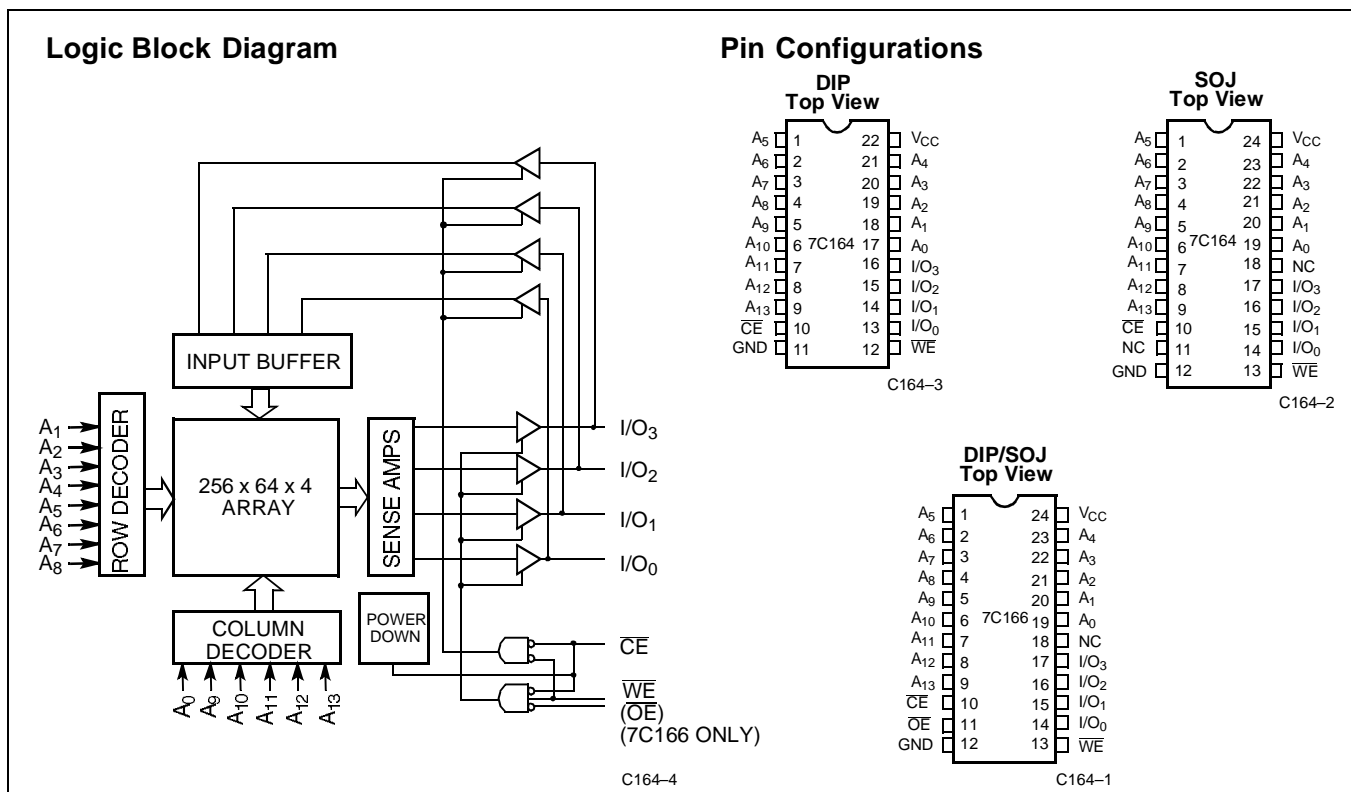 Logic Block Diagram
INPUT BUFFER
A1
A2
A3
A4
A5
A6
A7
A8
ROW DECODER
256 x 64 x 4
ARRAY
SENSE AMPS
I/O3
I/O2
I/O1
I/O0
COLUMN
DECODER
A0
A9
A10
A11
A12
A13
POWER
DOWN
CE
WE
(OE)
(7C166 ONLY)
C164–4
Pin Configurations
DIP
Top View
A5 1 22 VCC
A6 2 21 A4
A7 3 20 A3
A8 4 19 A2
A9 5 18 A1
A10 6 7C164 17 A0
A11 7 16 I/O3
A12 8 15 I/O2
A13 9 14 I/O1
CE 10 13 I/O0
GND 11 12 WE
C164–3
SOJ
Top View
A5 1 24 VCC
A6 2 23 A4
A7 3 22 A3
A8 4 21 A2
A9 5 20 A1
A10 6 7C164 19 A0
A11 7 18 NC
A12 8 17 I/O3
A13 9 16 I/O2
CE 10 15 I/O1
NC 11 14 I/O0
GND 12 13 WE
C164–2
DIP/SOJ
Top View
A5 1 24 VCC
A6 2 23 A4
A7 3 22 A3
A8 4 21 A2
A9 5 20 A1
A10 6 7C166 19 A0
A11 7 18 NC
A12 8 17 I/O3
A13 9 16 I/O2
CE 10 15 I/O1
OE 11 14 I/O0
GND 12 13 WE
C164–1